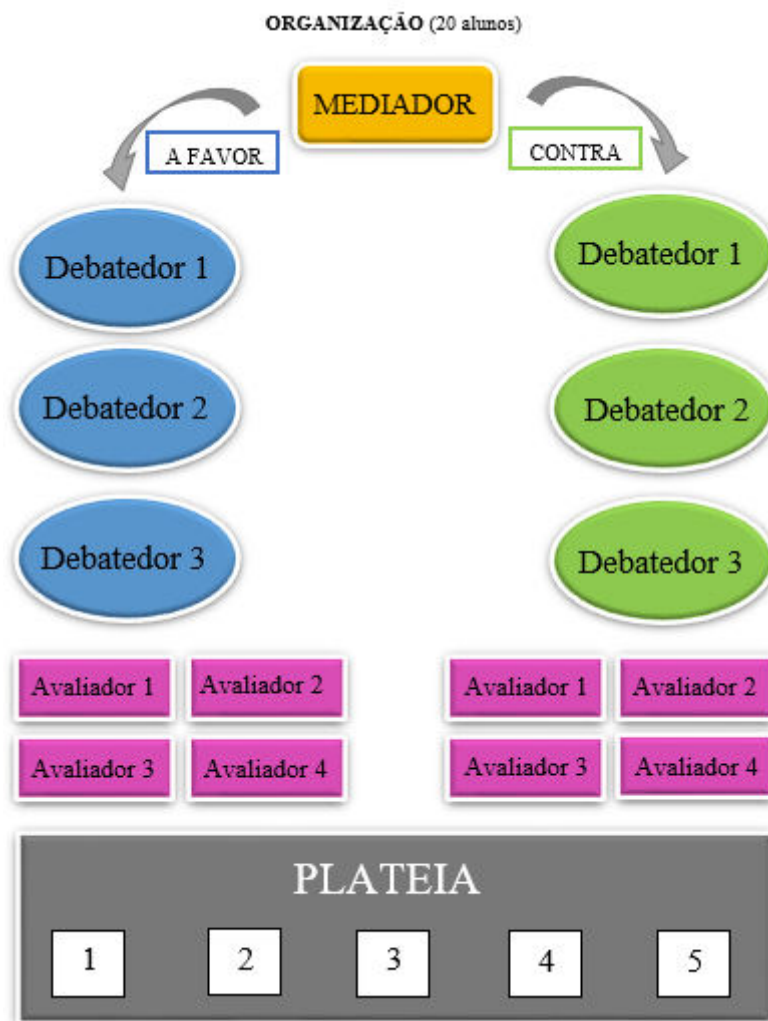 ORGANIZAÇÃO (20 alunos)
MEDIADOR
A FAVOR
CONTRA
Debatedor 1
Debatedor 1
Debatedor 2
Debatedor 2
Debatedor 3
Debatedor 3
Avaliador 1
Avaliador 2
Avaliador 1
Avaliador 2
Avaliador 3
Avaliador 4
Avaliador 3
Avaliador 4
PLATEIA
1
2
3
4
5